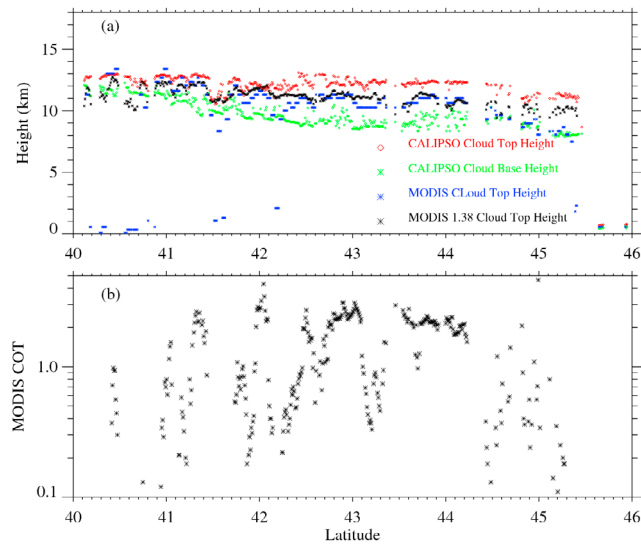 (a)
15
10
5
0
Height (km)
CALIPSO Cloud Top Height
CALIPSO Cloud Base Height
MODIS CLoud Top Height
MODIS 1.38 Cloud Top Height
40 41 42 43 44 45 46
(b)
1.0
0.1
MODIS COT
40 41 42 43 44 45 46
Latitude